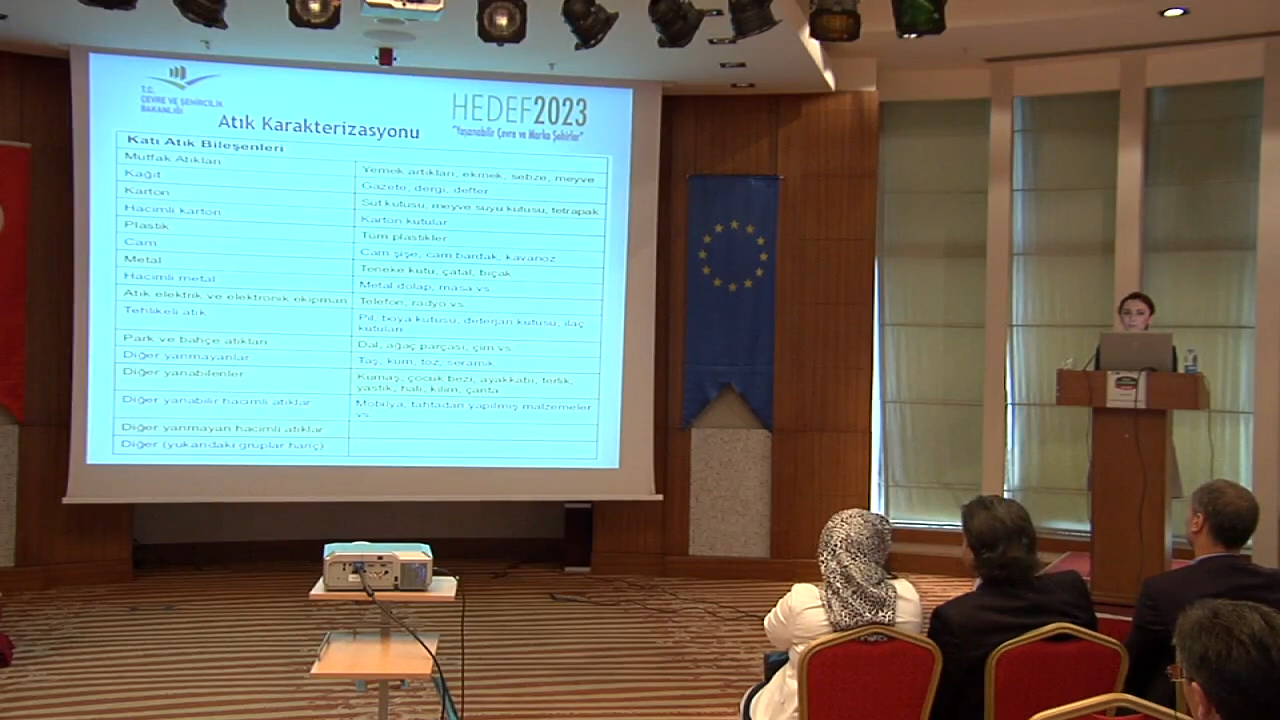 T.C.
ÇEVRE VE ŞEHİRCİLİK
BAKANLIĞI
HEDEF2023
"Yaşanabilir Çevre ve Marka Şehirler"
Atık Karakterizasyonu
Katı Atık Bileşenleri
Mutfak Atıkları Yemek artıkları, ekmek, sebze, meyve
Kağıt Gazete, dergi, defter
Karton Süt kutusu, meyve suyu kutusu, tetrapak
Hacimli karton Karton kutular
Plastik Tüm plastikler
Cam Cam şişe, cam bardak, kavanoz
Metal Teneke kutu, çatal, bıçak
Hacimli metal Metal dolap, masa vs.
Atık elektrik ve elektronik ekipman Telefon, radyo vs.
Tehlikeli atık Pil, boya kutusu, deterjan kutusu, ilaç
kutuları
Park ve bahçe atıkları Dal, ağaç parçası, çim vs.
Diğer yanmayanlar Taş, kum, toz, seramik
Diğer yanabilenler Kumaş, çocuk bezi, ayakkabı, terlik,
yastık, halı, kilim, çanta
Diğer yanabilir hacimli atıklar Mobilya, tahtadan yapılmış malzemeler
vs.
Diğer yanmayan hacimli atıklar
Diğer (yukarıdaki gruplar hariç)